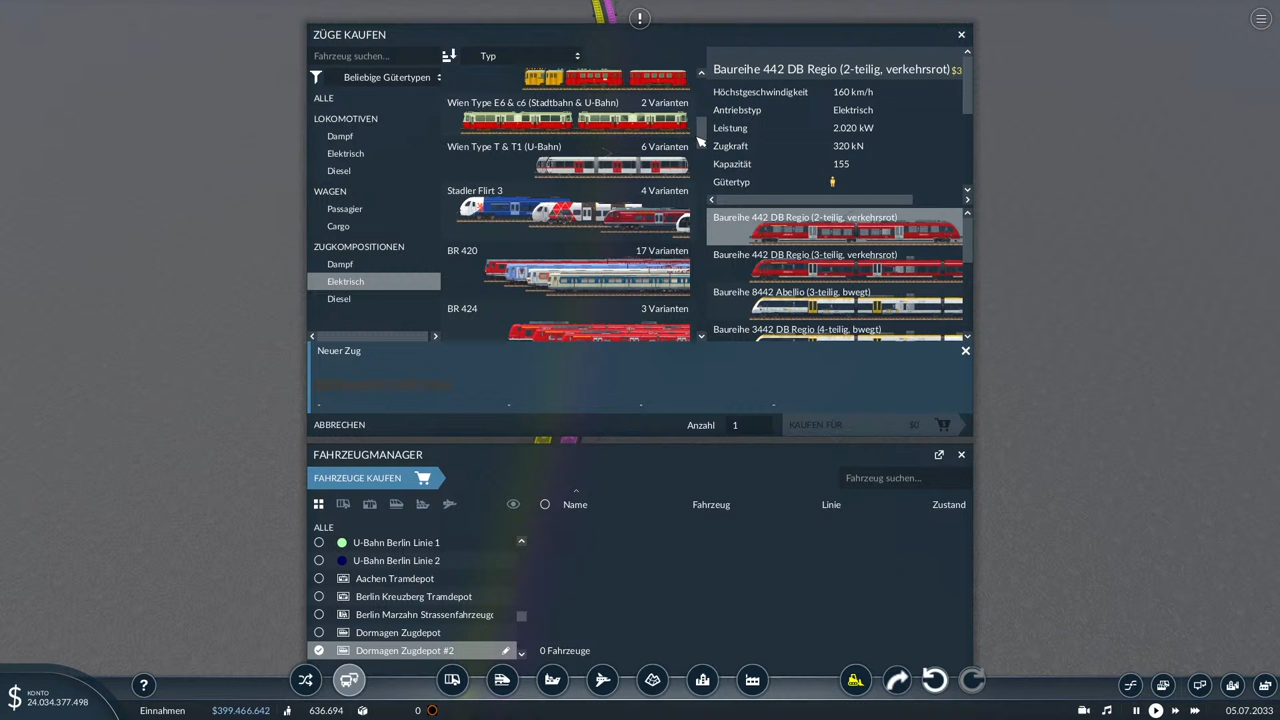 ZÜGE KAUFEN
Fahrzeug suchen...
Typ
Beliebige Gütertypen
ALLE
LOKOMOTIVEN
Dampf
Elektrisch
Diesel
WAGEN
Passagier
Cargo
ZUGKOMPOSITIONEN
Dampf
Elektrisch
Diesel
Wien Type E6 & c6 (Stadtbahn & U-Bahn) 2 Varianten
Wien Type T & T1 (U-Bahn) 6 Varianten
Stadler Flirt 3 4 Varianten
BR 420 17 Varianten
BR 424 3 Varianten
Baureihe 442 DB Regio (2-teilig, verkehrsrot) $3
Höchstgeschwindigkeit 160 km/h
Antriebstyp Elektrisch
Leistung 2.020 kW
Zugkraft 320 kN
Kapazität 155
Gütertyp
Baureihe 442 DB Regio (2-teilig, verkehrsrot)
Baureihe 442 DB Regio (3-teilig, verkehrsrot)
Baureihe 8442 Abellio (3-teilig, bwegt)
Baureihe 3442 DB Regio (4-teilig, bwegt)
Neuer Zug
- - - -
ABBRECHEN
Anzahl 1
KAUFEN FÜR... $0
FAHRZEUGMANAGER
FAHRZEUGE KAUFEN
Fahrzeug suchen...
Name Fahrzeug Linie Zustand
ALLE
U-Bahn Berlin Linie 1
U-Bahn Berlin Linie 2
Aachen Tramdepot
Berlin Kreuzberg Tramdepot
Berlin Marzahn Strassenfahrzeug
Dormagen Zugdepot
Dormagen Zugdepot #2
0 Fahrzeuge
$ KONTO
24.034.377.498
?
Einnahmen $399.466.642 636.694 0
05.07.2033